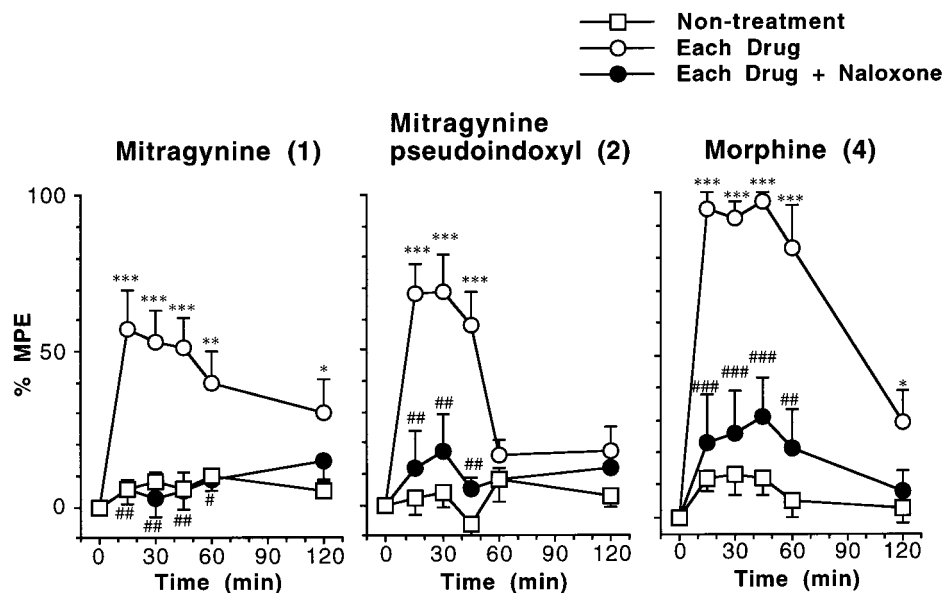 Non-treatment
Each Drug
Each Drug + Naloxone
Mitragynine (1)
Mitragynine
pseudoindoxyl (2)
Morphine (4)
% MPE
100
50
0
*** *** *** ** *
## ## ## #
0 30 60 90 120
Time (min)
*** *** ***
## ## ##
0 30 60 90 120
Time (min)
*** *** *** *** *
### ### ### ##
0 30 60 90 120
Time (min)